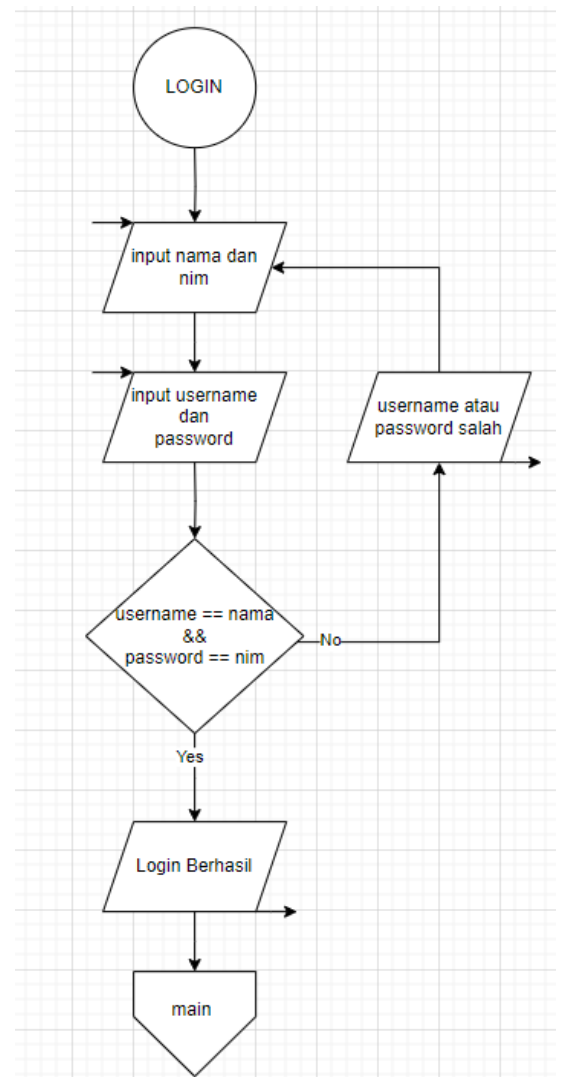 LOGIN
input nama dan
nim
input username
dan
password
username atau
password salah
username == nama
&&
password == nim
No
Yes
Login Berhasil
main